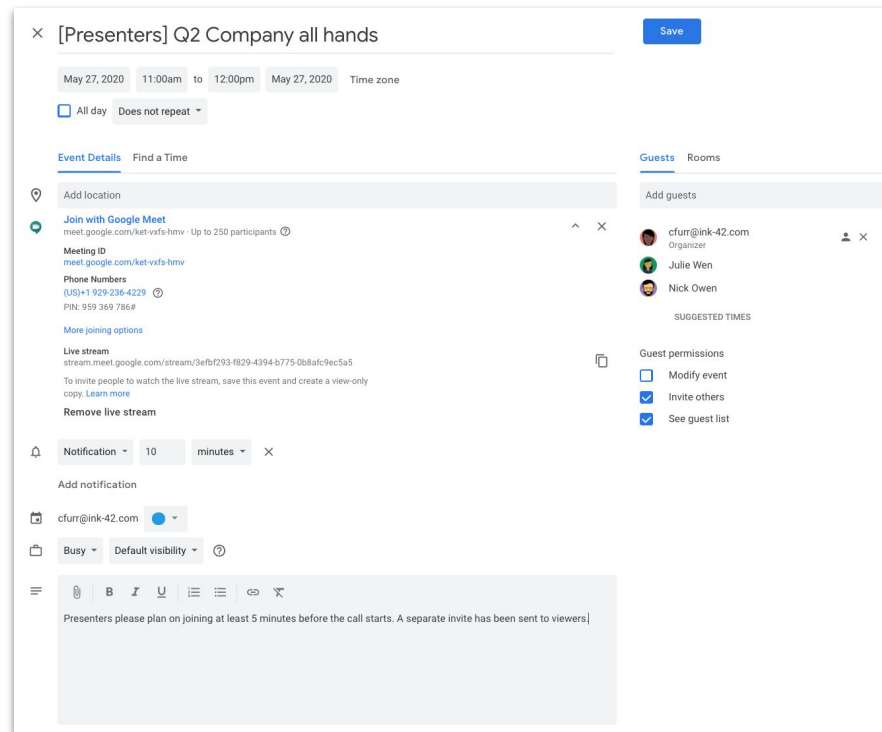 [Presenters] Q2 Company all hands
Save
May 27, 2020 11:00am to 12:00pm May 27, 2020 Time zone
All day Does not repeat
Event Details Find a Time
Guests Rooms
Add location
Add guests
Join with Google Meet
meet.google.com/ket-vxfs-hmv · Up to 250 participants
Meeting ID
meet.google.com/ket-vxfs-hmv
Phone Numbers
(US)+1 929-236-4229
PIN: 959 369 786#
More joining options
Live stream
stream.meet.google.com/stream/3efbf293-f829-4394-b775-0b8afc9ec5a5
To invite people to watch the live stream, save this event and create a view-only
copy. Learn more
Remove live stream
cfurr@ink-42.com
Organizer
Julie Wen
Nick Owen
SUGGESTED TIMES
Guest permissions
Modify event
Invite others
See guest list
Notification 10 minutes
Add notification
cfurr@ink-42.com
Busy Default visibility
B I U
Presenters please plan on joining at least 5 minutes before the call starts. A separate invite has been sent to viewers.